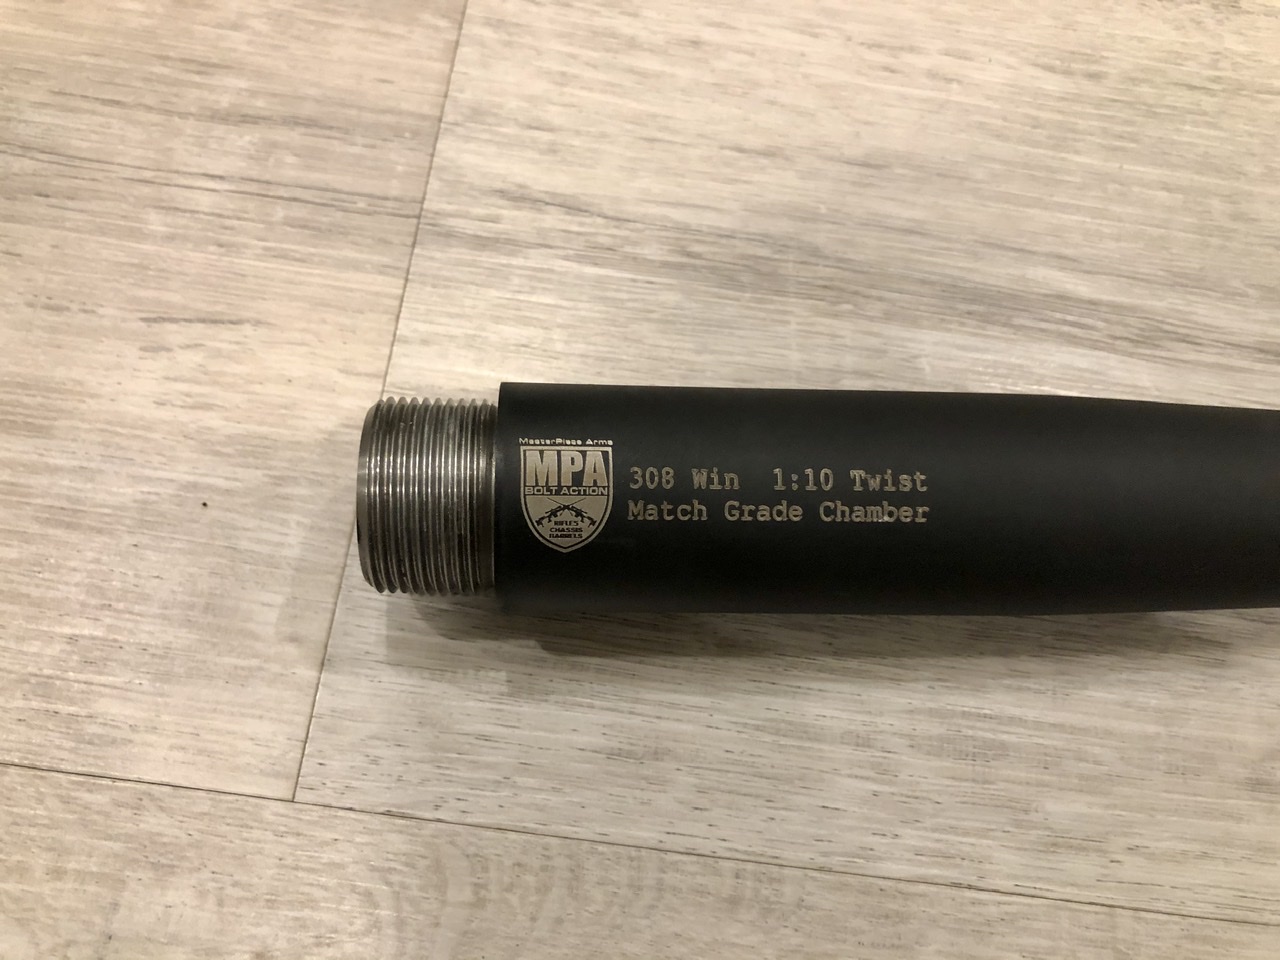 MasterPiece Arms
MPA
BOLT ACTION
RIFLES
CHASSIS
BARRELS
308 Win  1:10 Twist
Match Grade Chamber